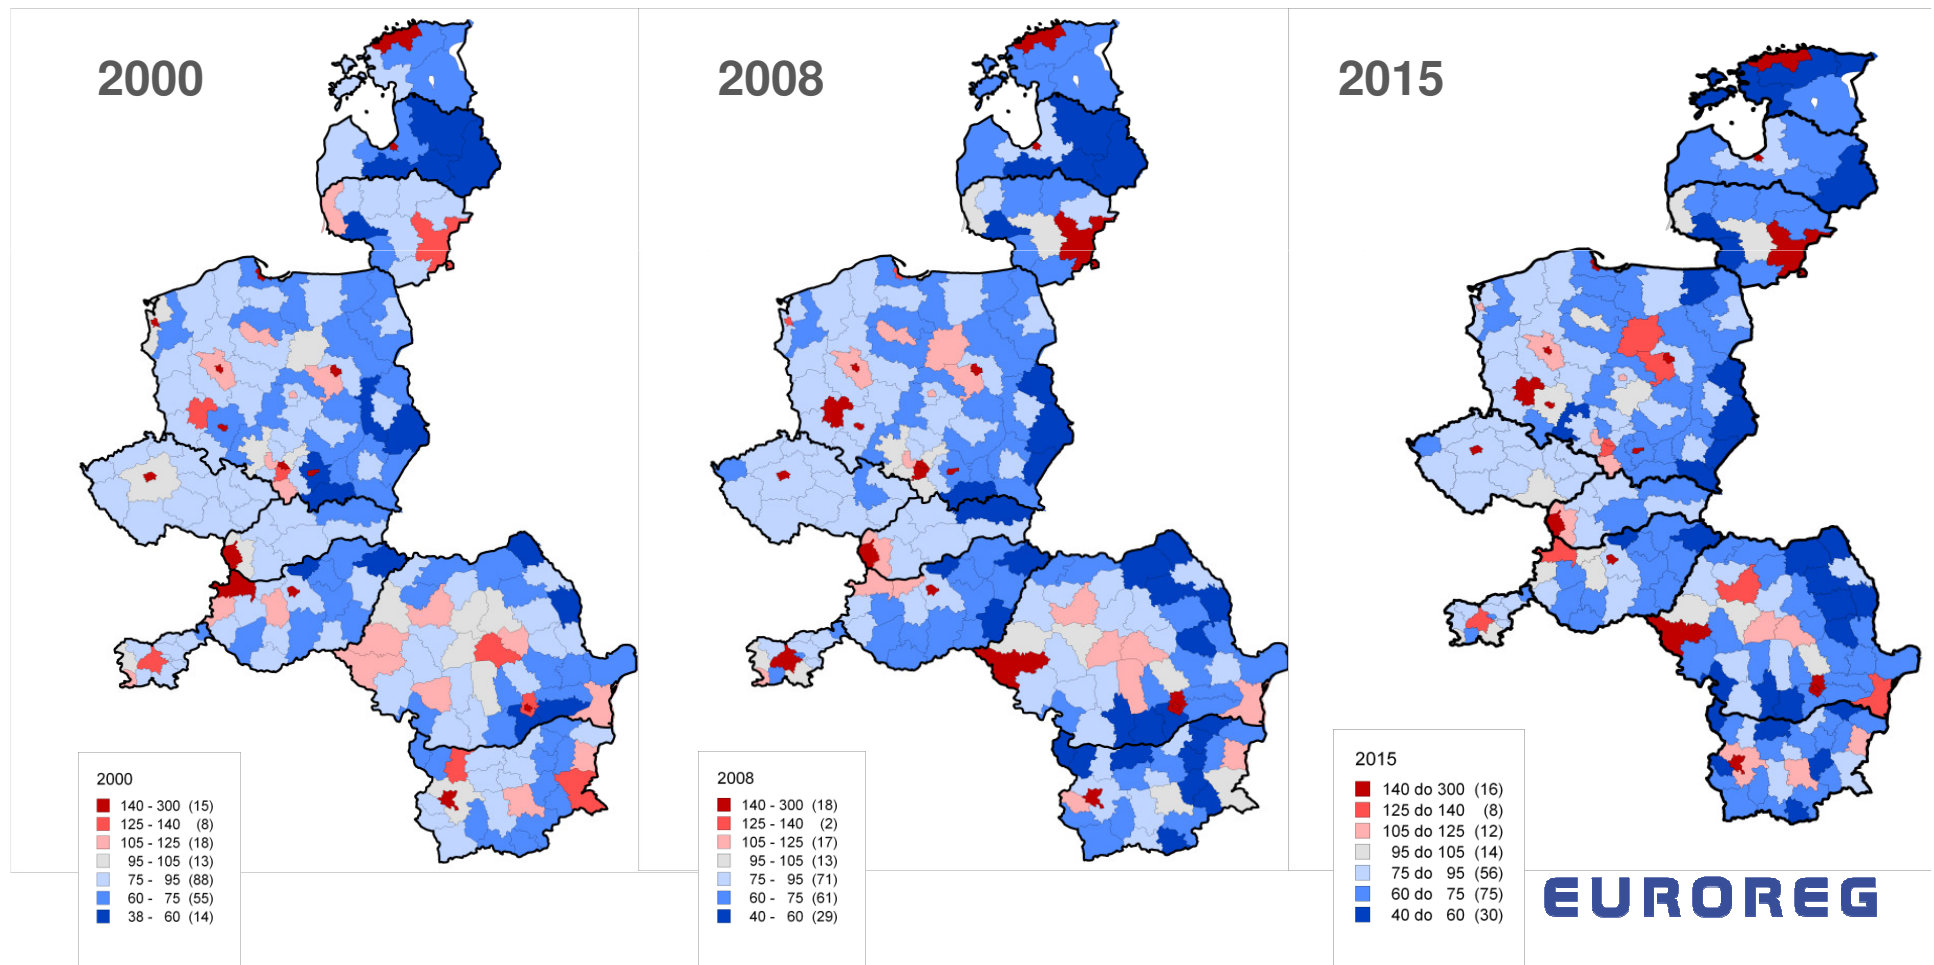 2000
2008
2015
2000
140 - 300 (15)
125 - 140 (8)
105 - 125 (18)
95 - 105 (13)
75 - 95 (88)
60 - 75 (55)
38 - 60 (14)
2008
140 - 300 (18)
125 - 140 (2)
105 - 125 (17)
95 - 105 (13)
75 - 95 (71)
60 - 75 (61)
40 - 60 (29)
2015
140 do 300 (16)
125 do 140 (8)
105 do 125 (12)
95 do 105 (14)
75 do 95 (56)
60 do 75 (75)
40 do 60 (30)
EUROREG